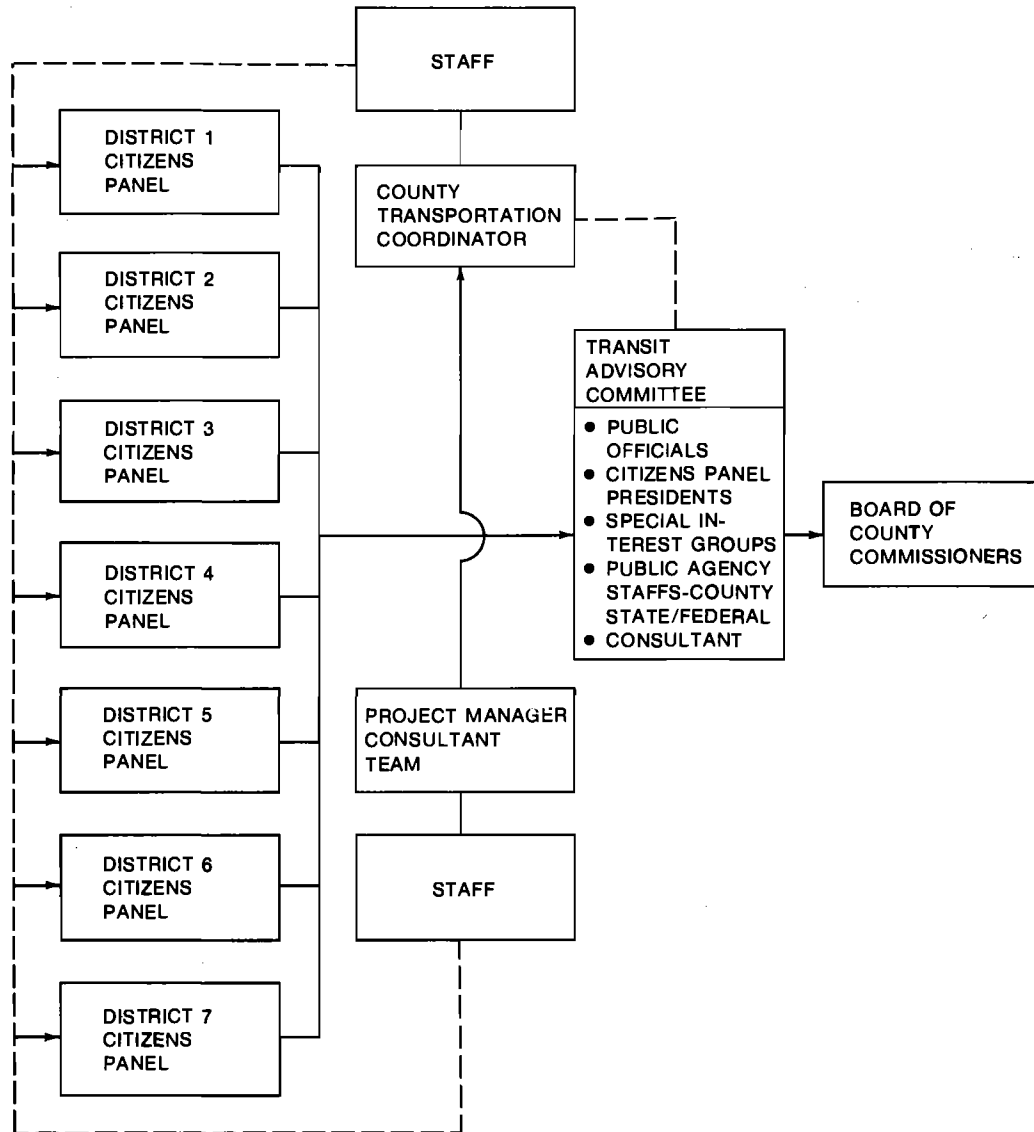 STAFF
DISTRICT 1
CITIZENS
PANEL
COUNTY
TRANSPORTATION
COORDINATOR
DISTRICT 2
CITIZENS
PANEL
TRANSIT
ADVISORY
COMMITTEE
● PUBLIC
OFFICIALS
● CITIZENS PANEL
PRESIDENTS
● SPECIAL IN-
TEREST GROUPS
● PUBLIC AGENCY
STAFFS-COUNTY
STATE/FEDERAL
● CONSULTANT
DISTRICT 3
CITIZENS
PANEL
BOARD OF
COUNTY
COMMISSIONERS
DISTRICT 4
CITIZENS
PANEL
DISTRICT 5
CITIZENS
PANEL
PROJECT MANAGER
CONSULTANT
TEAM
DISTRICT 6
CITIZENS
PANEL
STAFF
DISTRICT 7
CITIZENS
PANEL